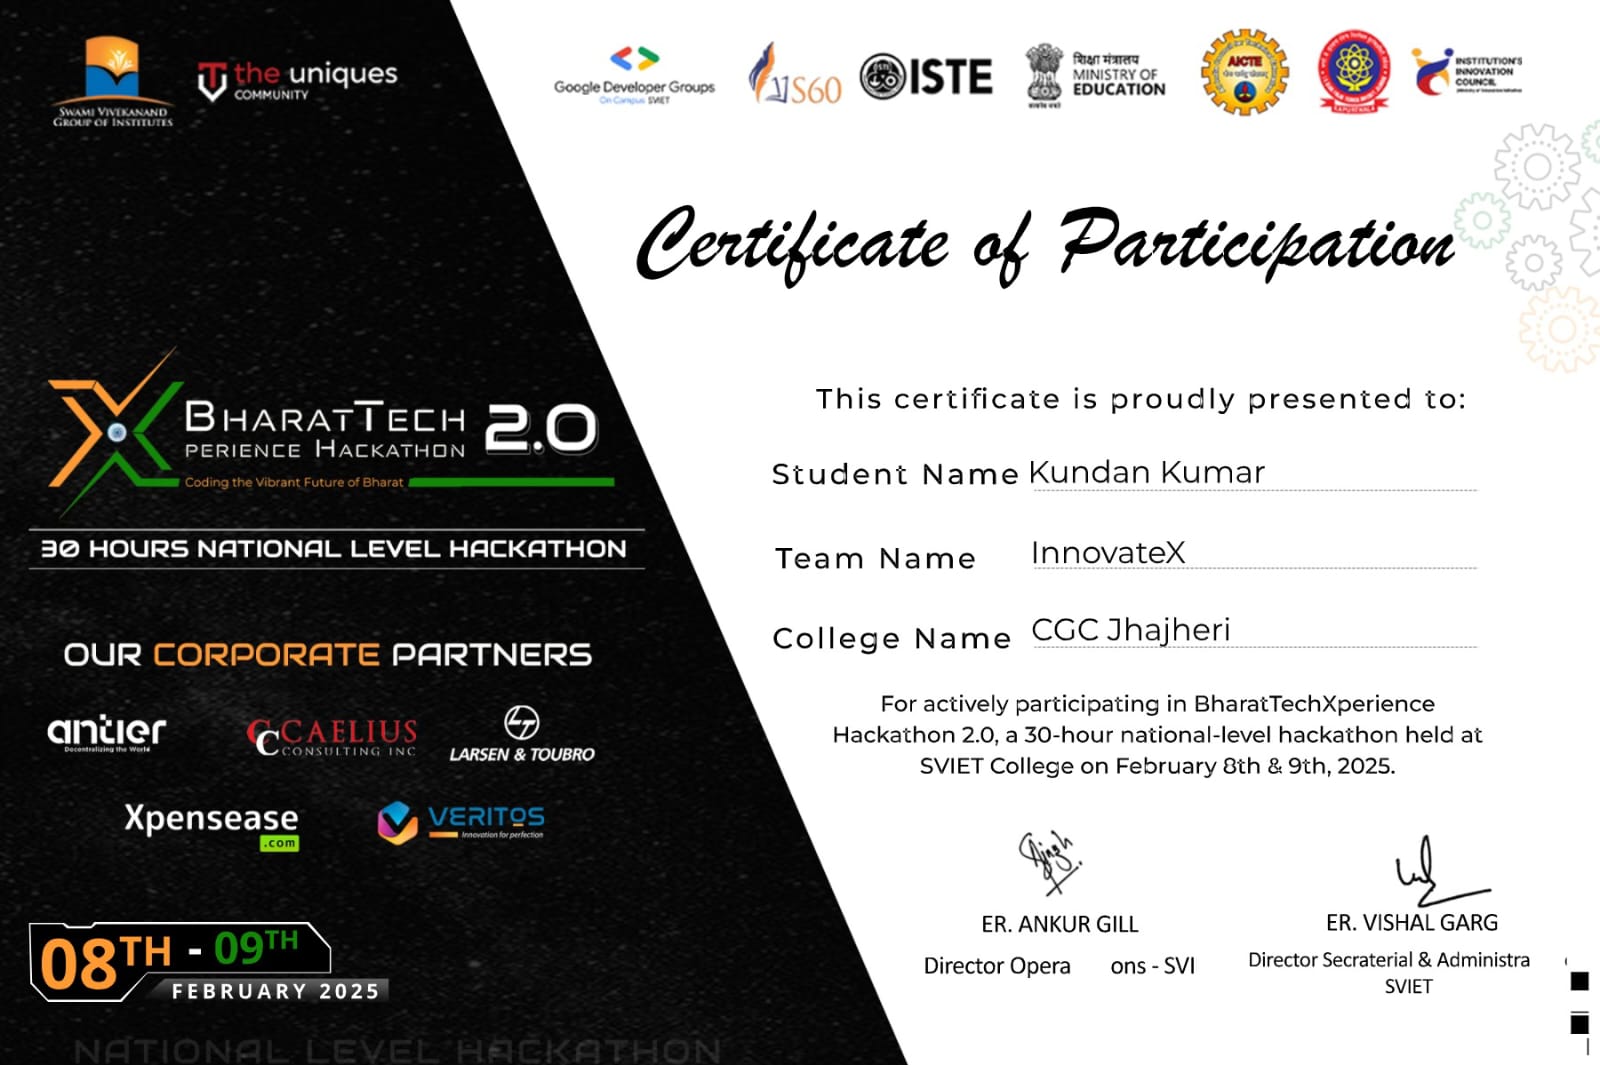 SWAMI VIVEKANAND
GROUP OF INSTITUTES
the uniques
COMMUNITY
Google Developer Groups
On Campus SVIET
VS60
ISTE
शिक्षा मंत्रालय
MINISTRY OF
EDUCATION
AICTE
INSTITUTION'S
INNOVATION
COUNCIL
Certificate of Participation
BHARATTECH 2.0
PERIENCE HACKATHON
Coding the Vibrant Future of Bharat
30 HOURS NATIONAL LEVEL HACKATHON
This certificate is proudly presented to:
Student Name Kundan Kumar
Team Name InnovateX
College Name CGC Jhajheri
For actively participating in BharatTechXperience
Hackathon 2.0, a 30-hour national-level hackathon held at
SVIET College on February 8th & 9th, 2025.
OUR CORPORATE PARTNERS
antier
Decentralizing the World
CAELIUS
CONSULTING INC
LARSEN & TOUBRO
Xpensease
.com
VERITOS
Innovation for perfection
ER. ANKUR GILL
Director Opera ons - SVI
ER. VISHAL GARG
Director Secraterial & Administra
SVIET
08TH - 09TH
FEBRUARY 2025
NATIONAL LEVEL HACKATHON